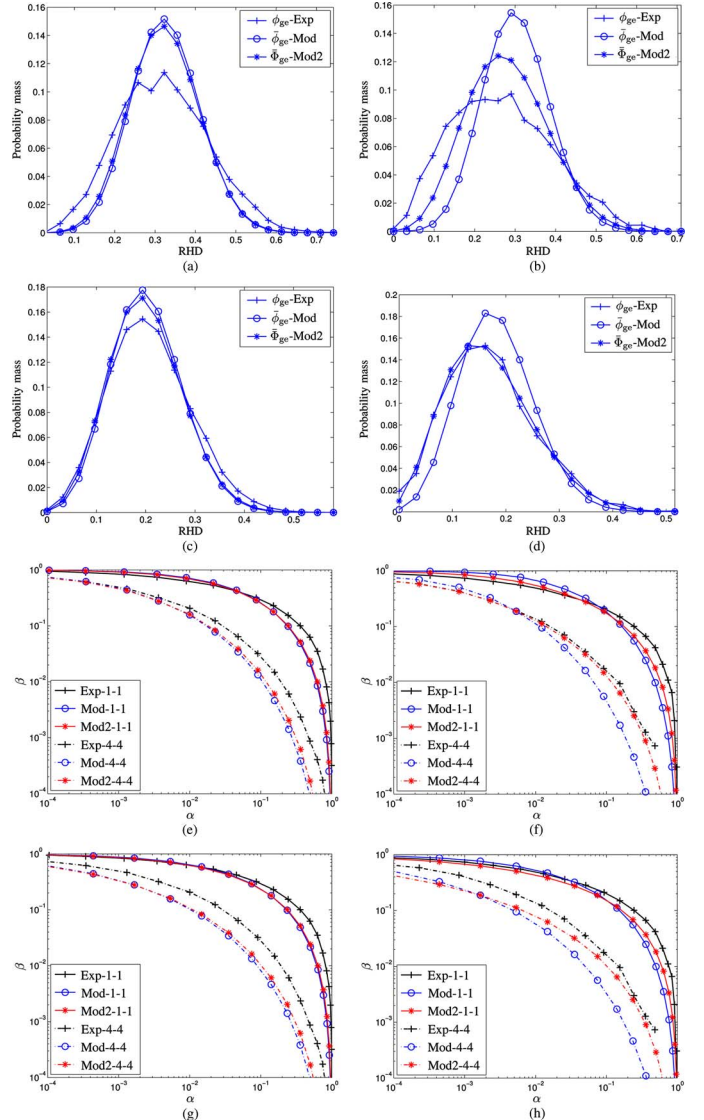 0.16
0.14
0.12
0.1
0.08
0.06
0.04
0.02
0
Probability mass
0.1 0.2 0.3 0.4 0.5 0.6 0.7
RHD
ϕge-Exp
ϕ̄ge-Mod
Φ̄ge-Mod2
(a)
0.16
0.14
0.12
0.1
0.08
0.06
0.04
0.02
0
Probability mass
0 0.1 0.2 0.3 0.4 0.5 0.6 0.7
RHD
ϕge-Exp
ϕ̄ge-Mod
Φ̄ge-Mod2
(b)
0.18
0.16
0.14
0.12
0.1
0.08
0.06
0.04
0.02
0
Probability mass
0 0.1 0.2 0.3 0.4 0.5
RHD
ϕge-Exp
ϕ̄ge-Mod
Φ̄ge-Mod2
(c)
0.2
0.18
0.16
0.14
0.12
0.1
0.08
0.06
0.04
0.02
0
Probability mass
0 0.1 0.2 0.3 0.4 0.5
RHD
ϕge-Exp
ϕ̄ge-Mod
Φ̄ge-Mod2
(d)
10⁰
10⁻¹
10⁻²
10⁻³
10⁻⁴
β
10⁻⁴ 10⁻³ 10⁻² 10⁻¹ 10⁰
α
Exp-1-1
Mod-1-1
Mod2-1-1
Exp-4-4
Mod-4-4
Mod2-4-4
(e)
10⁰
10⁻¹
10⁻²
10⁻³
10⁻⁴
β
10⁻⁴ 10⁻³ 10⁻² 10⁻¹ 10⁰
α
Exp-1-1
Mod-1-1
Mod2-1-1
Exp-4-4
Mod-4-4
Mod2-4-4
(f)
10⁰
10⁻¹
10⁻²
10⁻³
10⁻⁴
β
10⁻⁴ 10⁻³ 10⁻² 10⁻¹ 10⁰
α
Exp-1-1
Mod-1-1
Mod2-1-1
Exp-4-4
Mod-4-4
Mod2-4-4
(g)
10⁰
10⁻¹
10⁻²
10⁻³
10⁻⁴
β
10⁻⁴ 10⁻³ 10⁻² 10⁻¹ 10⁰
α
Exp-1-1
Mod-1-1
Mod2-1-1
Exp-4-4
Mod-4-4
Mod2-4-4
(h)